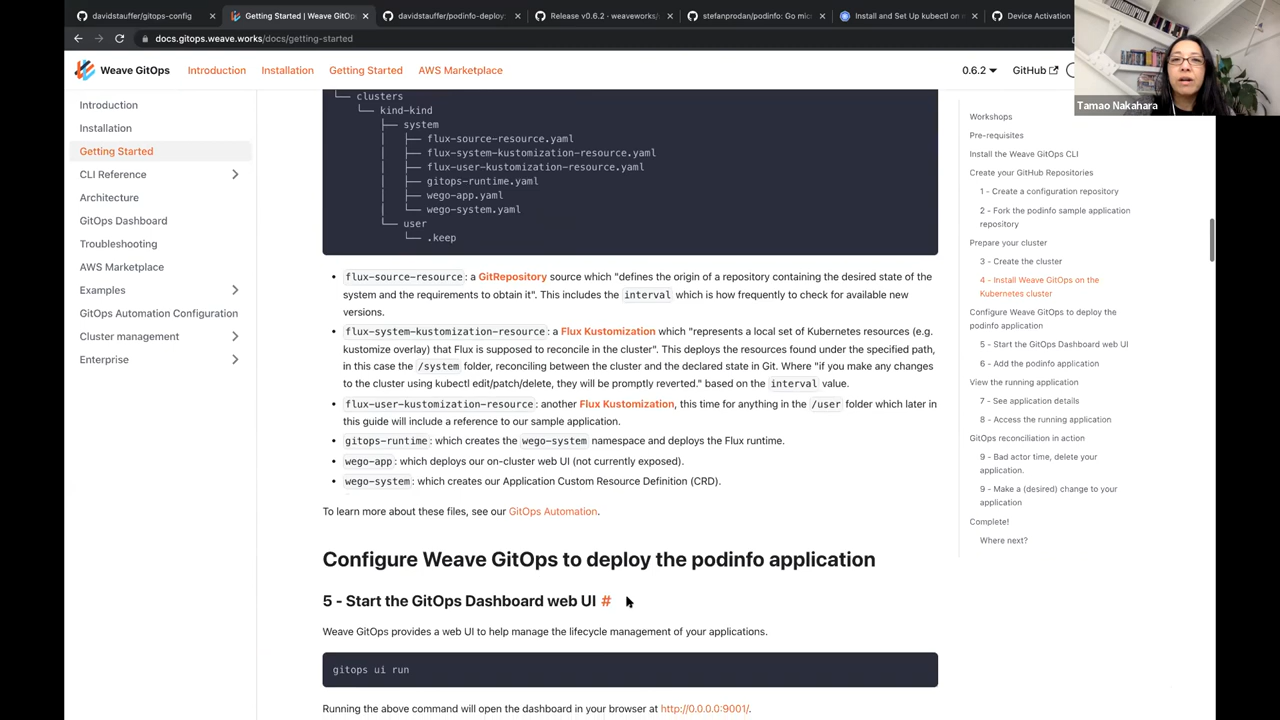 davidstauffer/gitops-config
Getting Started | Weave GitOps
davidstauffer/podinfo-deploy:
Release v0.6.2 · weaveworks/
stefanprodan/podinfo: Go mic
Install and Set Up kubectl on m
Device Activation
docs.gitops.weave.works/docs/getting-started
Weave GitOps
Introduction
Installation
Getting Started
AWS Marketplace
0.6.2
GitHub
Tamao Nakahara
Introduction
Installation
Getting Started
CLI Reference
Architecture
GitOps Dashboard
Troubleshooting
AWS Marketplace
Examples
GitOps Automation Configuration
Cluster management
Enterprise
└── clusters
└── kind-kind
├── system
│ ├── flux-source-resource.yaml
│ ├── flux-system-kustomization-resource.yaml
│ ├── flux-user-kustomization-resource.yaml
│ ├── gitops-runtime.yaml
│ ├── wego-app.yaml
│ └── wego-system.yaml
└── user
└── .keep
• flux-source-resource: a GitRepository source which "defines the origin of a repository containing the desired state of the
system and the requirements to obtain it". This includes the interval which is how frequently to check for available new
versions.
• flux-system-kustomization-resource: a Flux Kustomization which "represents a local set of Kubernetes resources (e.g.
kustomize overlay) that Flux is supposed to reconcile in the cluster". This deploys the resources found under the specified path,
in this case the /system folder, reconciling between the cluster and the declared state in Git. Where "if you make any changes
to the cluster using kubectl edit/patch/delete, they will be promptly reverted." based on the interval value.
• flux-user-kustomization-resource: another Flux Kustomization, this time for anything in the /user folder which later in
this guide will include a reference to our sample application.
• gitops-runtime: which creates the wego-system namespace and deploys the Flux runtime.
• wego-app: which deploys our on-cluster web UI (not currently exposed).
• wego-system: which creates our Application Custom Resource Definition (CRD).
To learn more about these files, see our GitOps Automation.
Configure Weave GitOps to deploy the podinfo application
5 - Start the GitOps Dashboard web UI #
Weave GitOps provides a web UI to help manage the lifecycle management of your applications.
gitops ui run
Running the above command will open the dashboard in your browser at http://0.0.0.0:9001/.
Workshops
Pre-requisites
Install the Weave GitOps CLI
Create your GitHub Repositories
1 - Create a configuration repository
2 - Fork the podinfo sample application
repository
Prepare your cluster
3 - Create the cluster
4 - Install Weave GitOps on the
Kubernetes cluster
Configure Weave GitOps to deploy the
podinfo application
5 - Start the GitOps Dashboard web UI
6 - Add the podinfo application
View the running application
7 - See application details
8 - Access the running application
GitOps reconciliation in action
9 - Bad actor time, delete your
application.
9 - Make a (desired) change to your
application
Complete!
Where next?